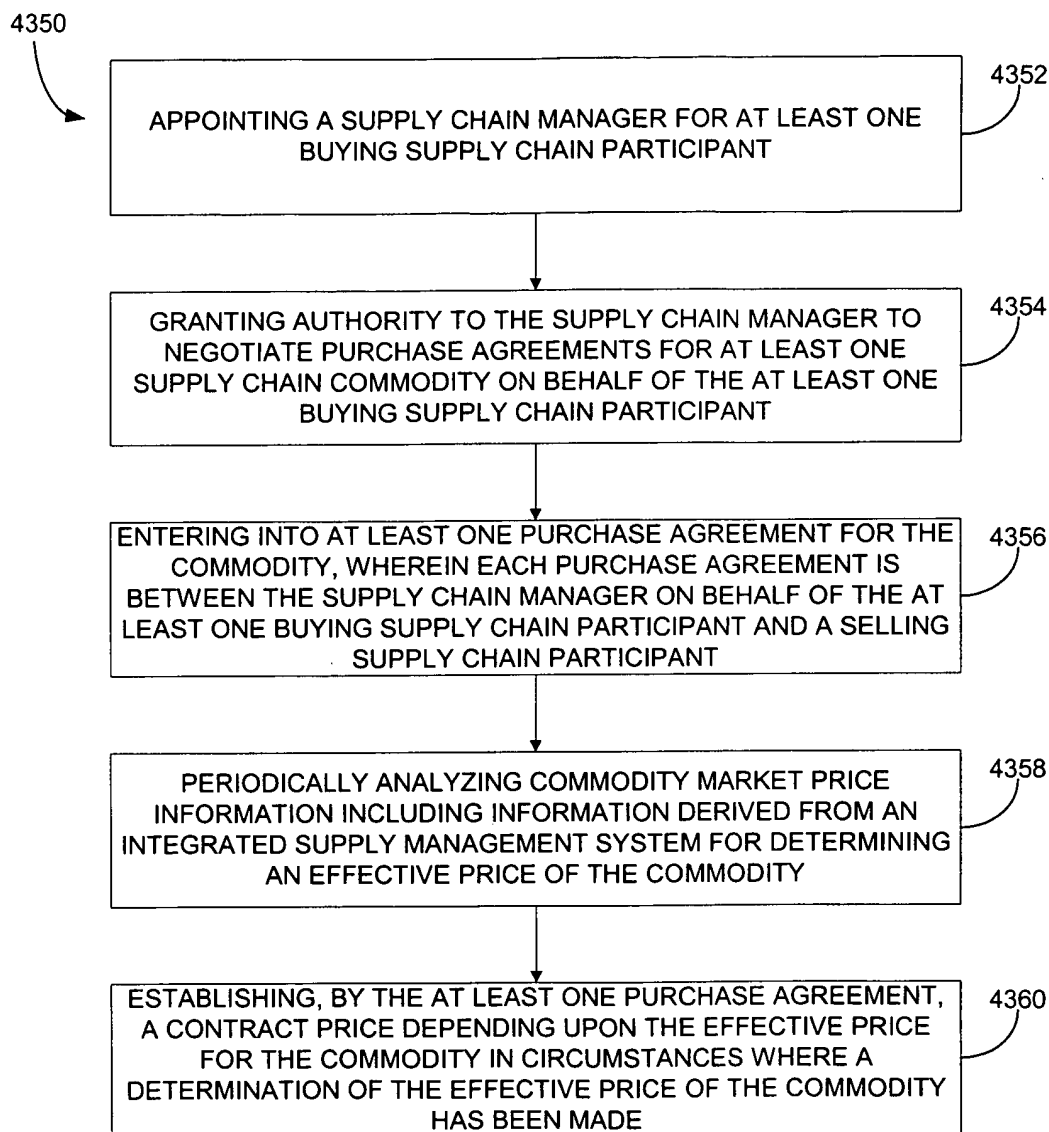 4350
4352
APPOINTING A SUPPLY CHAIN MANAGER FOR AT LEAST ONE
BUYING SUPPLY CHAIN PARTICIPANT
4354
GRANTING AUTHORITY TO THE SUPPLY CHAIN MANAGER TO
NEGOTIATE PURCHASE AGREEMENTS FOR AT LEAST ONE
SUPPLY CHAIN COMMODITY ON BEHALF OF THE AT LEAST ONE
BUYING SUPPLY CHAIN PARTICIPANT
4356
ENTERING INTO AT LEAST ONE PURCHASE AGREEMENT FOR THE
COMMODITY, WHEREIN EACH PURCHASE AGREEMENT IS
BETWEEN THE SUPPLY CHAIN MANAGER ON BEHALF OF THE AT
LEAST ONE BUYING SUPPLY CHAIN PARTICIPANT AND A SELLING
SUPPLY CHAIN PARTICIPANT
4358
PERIODICALLY ANALYZING COMMODITY MARKET PRICE
INFORMATION INCLUDING INFORMATION DERIVED FROM AN
INTEGRATED SUPPLY MANAGEMENT SYSTEM FOR DETERMINING
AN EFFECTIVE PRICE OF THE COMMODITY
4360
ESTABLISHING, BY THE AT LEAST ONE PURCHASE AGREEMENT,
A CONTRACT PRICE DEPENDING UPON THE EFFECTIVE PRICE
FOR THE COMMODITY IN CIRCUMSTANCES WHERE A
DETERMINATION OF THE EFFECTIVE PRICE OF THE COMMODITY
HAS BEEN MADE